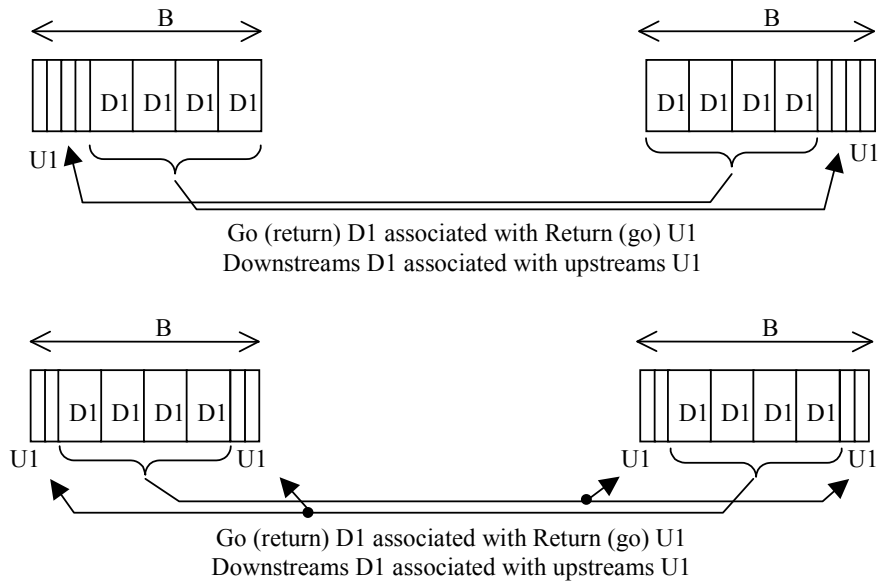 B B
D1 D1 D1 D1 D1 D1 D1 D1
U1 U1
Go (return) D1 associated with Return (go) U1
Downstreams D1 associated with upstreams U1
B B
D1 D1 D1 D1 D1 D1 D1 D1
U1 U1 U1 U1
Go (return) D1 associated with Return (go) U1
Downstreams D1 associated with upstreams U1